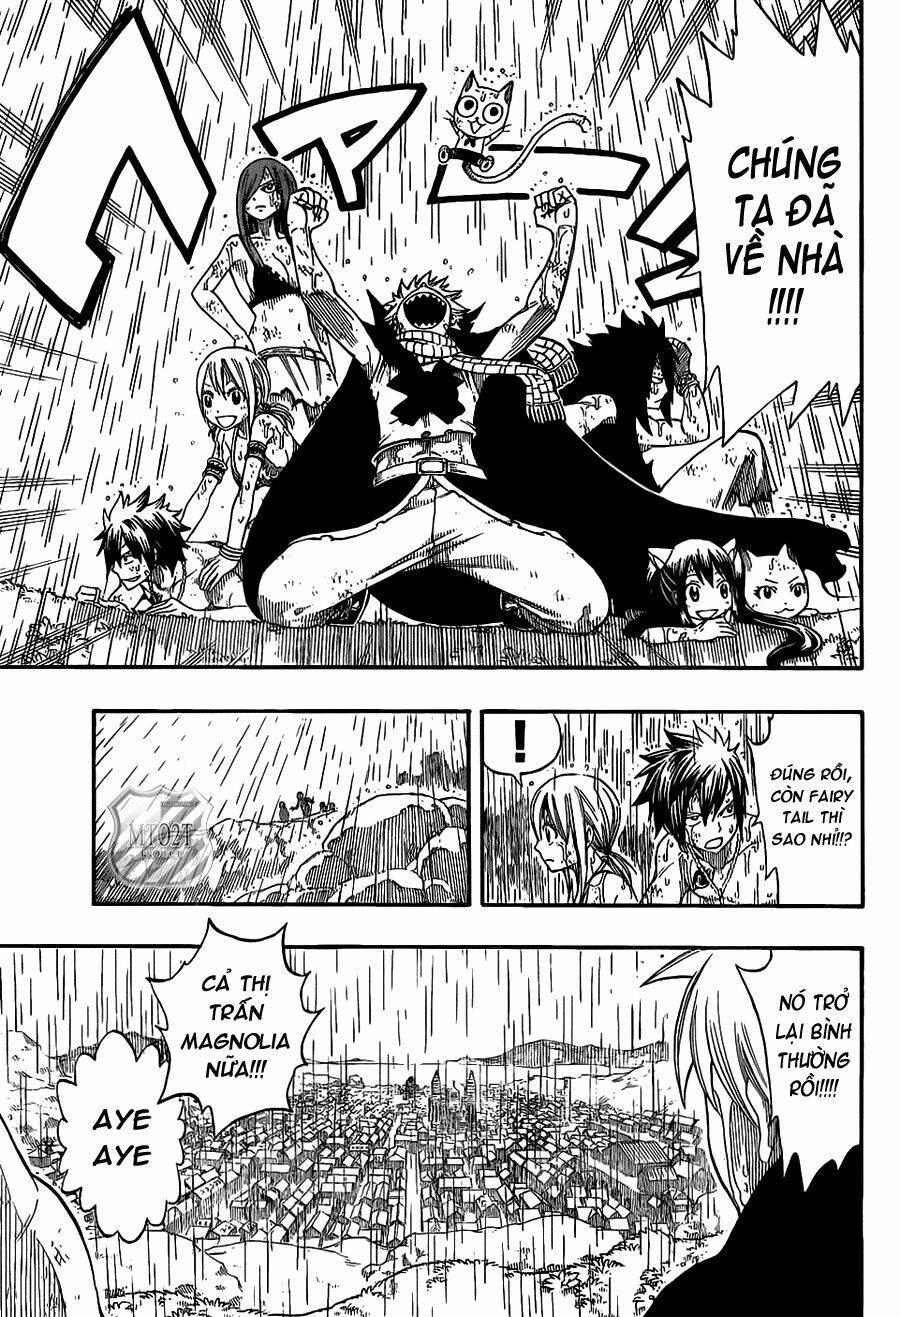 CHÚNG
TA ĐÃ
VỀ NHÀ
!!!!
!
ĐÚNG RỒI,
CÒN FAIRY
TAIL THÌ
SAO NHỈ!!?
MT02T
PROJECT
NÓ TRỞ
LẠI BÌNH
THƯỜNG
RỒI!!!!
CẢ THỊ
TRẤN
MAGNOLIA
NỮA!!!
AYE
AYE